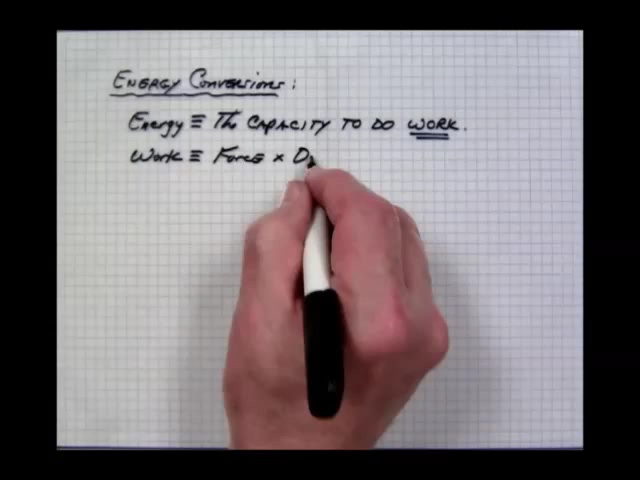 ENERGY CONVERSIONS:
Energy ≡ The CAPACITY TO DO WORK.
Work ≡ Force × D